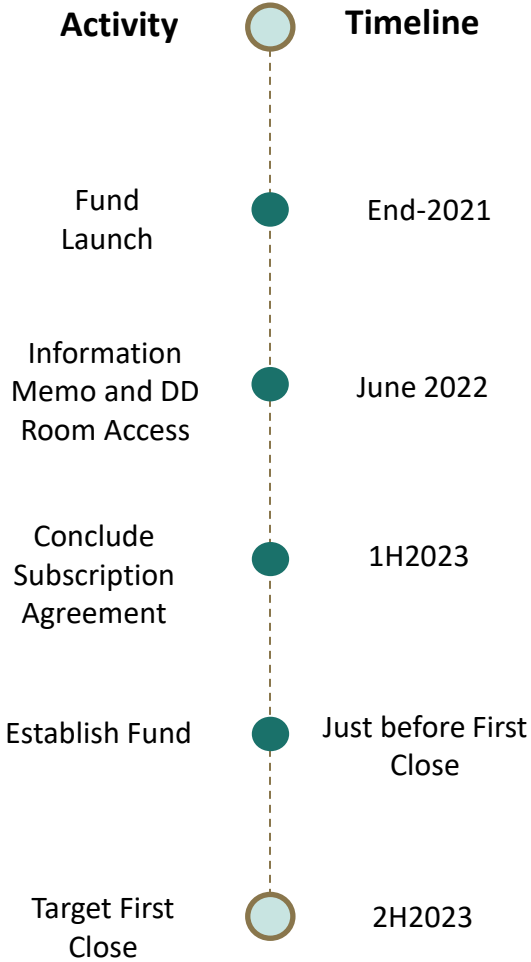 Activity
Timeline
Fund
Launch
End-2021
Information
Memo and DD
Room Access
June 2022
Conclude
Subscription
Agreement
1H2023
Establish Fund
Just before First
Close
Target First
Close
2H2023